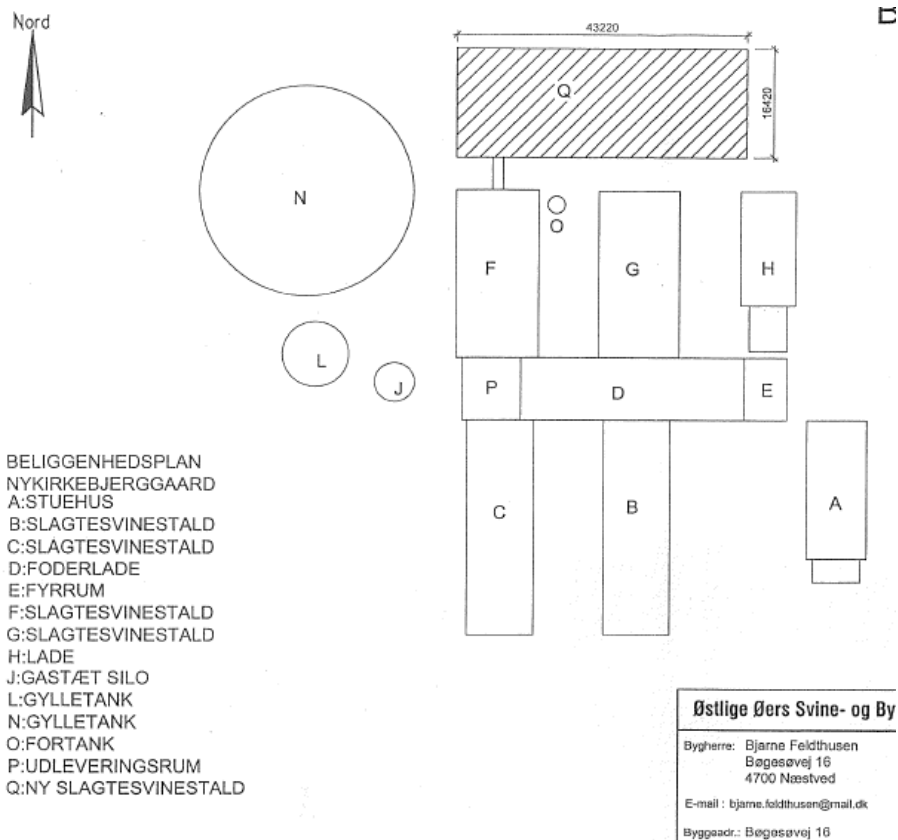 Nord
43220
16420
Q
N
O
F
G
H
L
J
P
D
E
C
B
A
BELIGGENHEDSPLAN
NYKIRKEBJERGGAARD
A:STUEHUS
B:SLAGTESVINESTALD
C:SLAGTESVINESTALD
D:FODERLADE
E:FYRRUM
F:SLAGTESVINESTALD
G:SLAGTESVINESTALD
H:LADE
J:GASTÆT SILO
L:GYLLETANK
N:GYLLETANK
O:FORTANK
P:UDLEVERINGSRUM
Q:NY SLAGTESVINESTALD
Østlige Øers Svine- og By
Bygherre: Bjarne Feldthusen
Bøgesøvej 16
4700 Næstved
E-mail : bjarne.feldthusen@mail.dk
Byggeadr.: Bøgesøvej 16